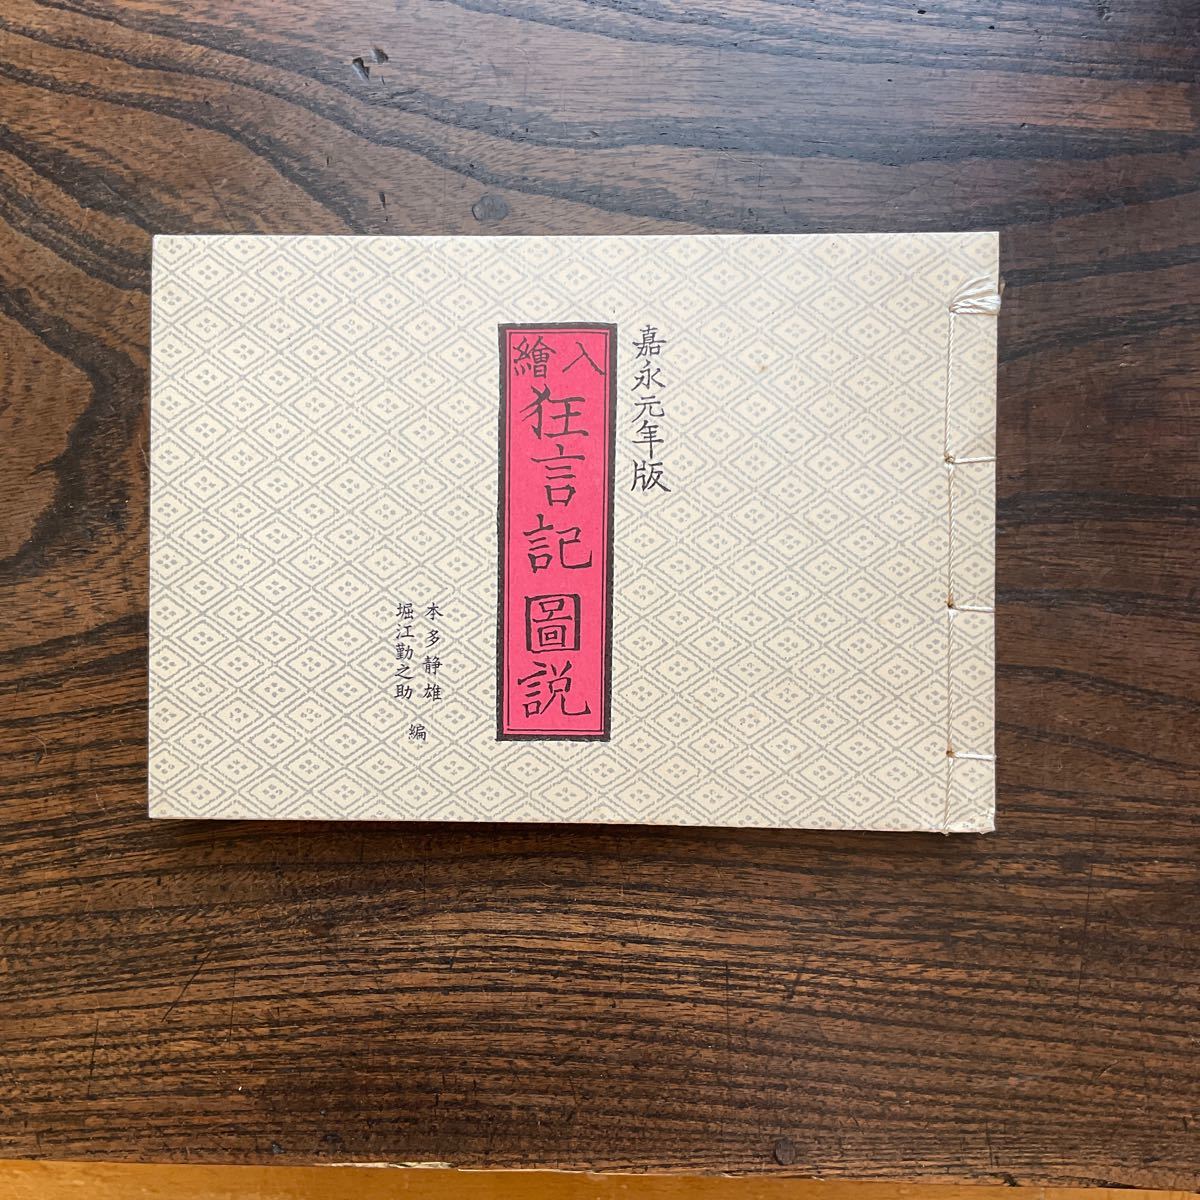 嘉永元年版
繪入
狂言記圖説
本多静雄
堀江勤之助
編